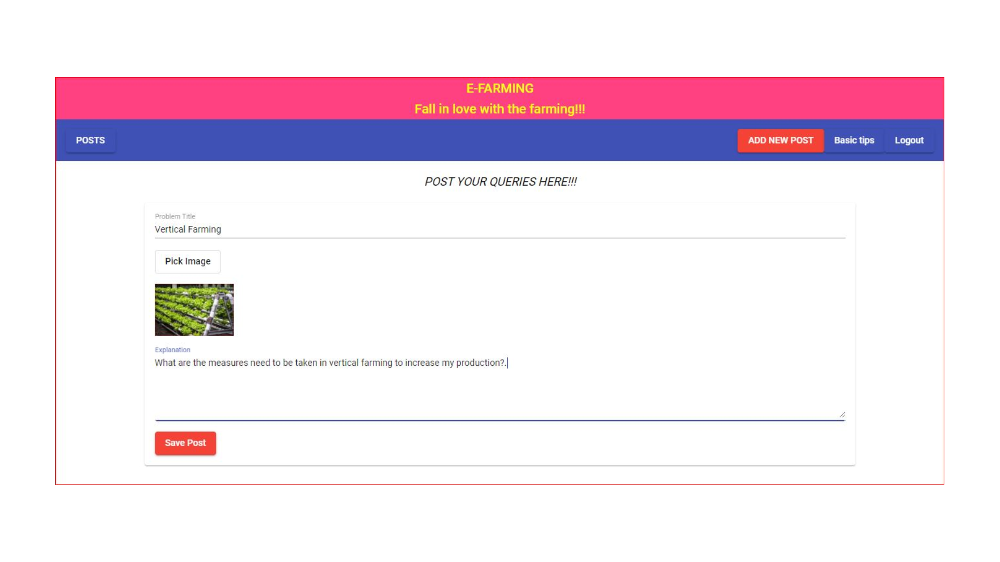 E-FARMING
Fall in love with the farming!!!
POSTS
ADD NEW POST
Basic tips
Logout
POST YOUR QUERIES HERE!!!
Problem Title
Vertical Farming
Pick Image
Explanation
What are the measures need to be taken in vertical farming to increase my production?.
Save Post